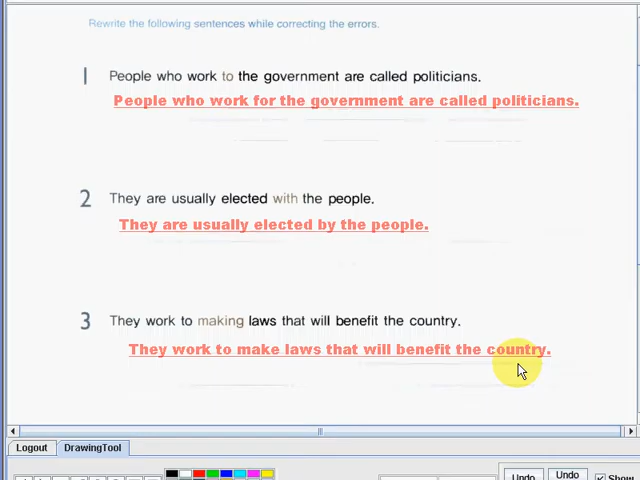 Rewrite the following sentences while correcting the errors.
1 People who work to the government are called politicians.
People who work for the government are called politicians.
2 They are usually elected with the people.
They are usually elected by the people.
3 They work to making laws that will benefit the country.
They work to make laws that will benefit the country.
Logout DrawingTool
Undo Undo Show